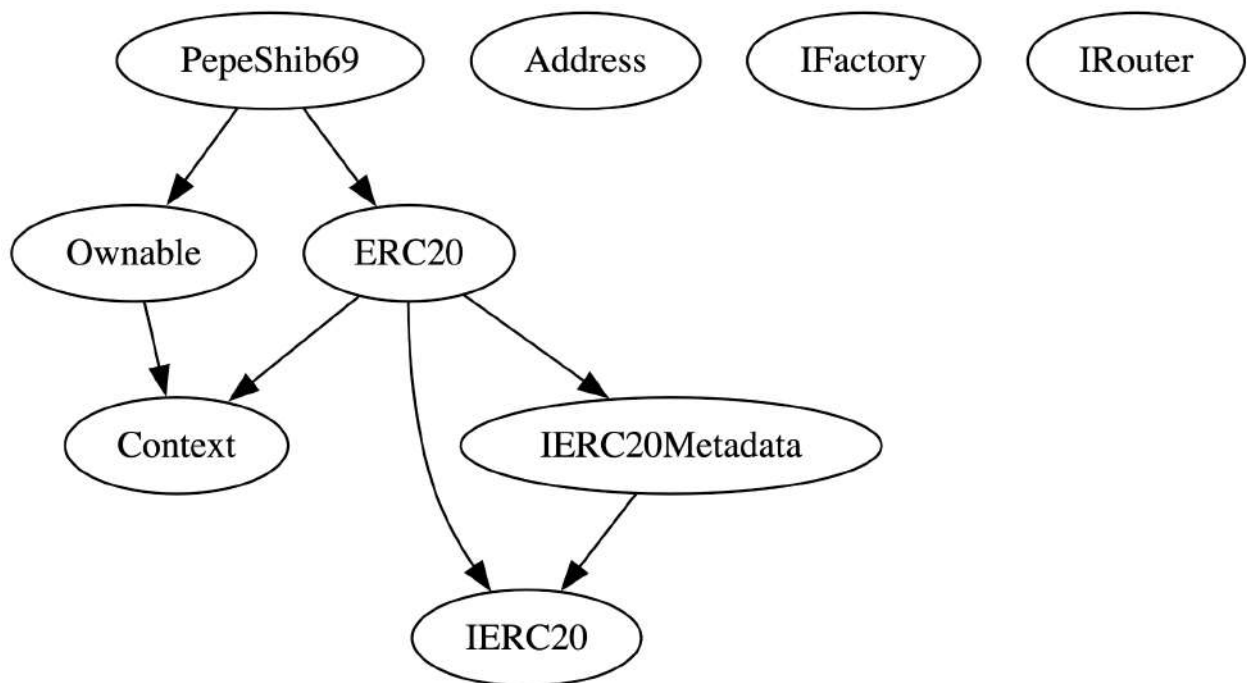 PepeShib69
Address
IFactory
IRouter
Ownable
ERC20
Context
IERC20Metadata
IERC20